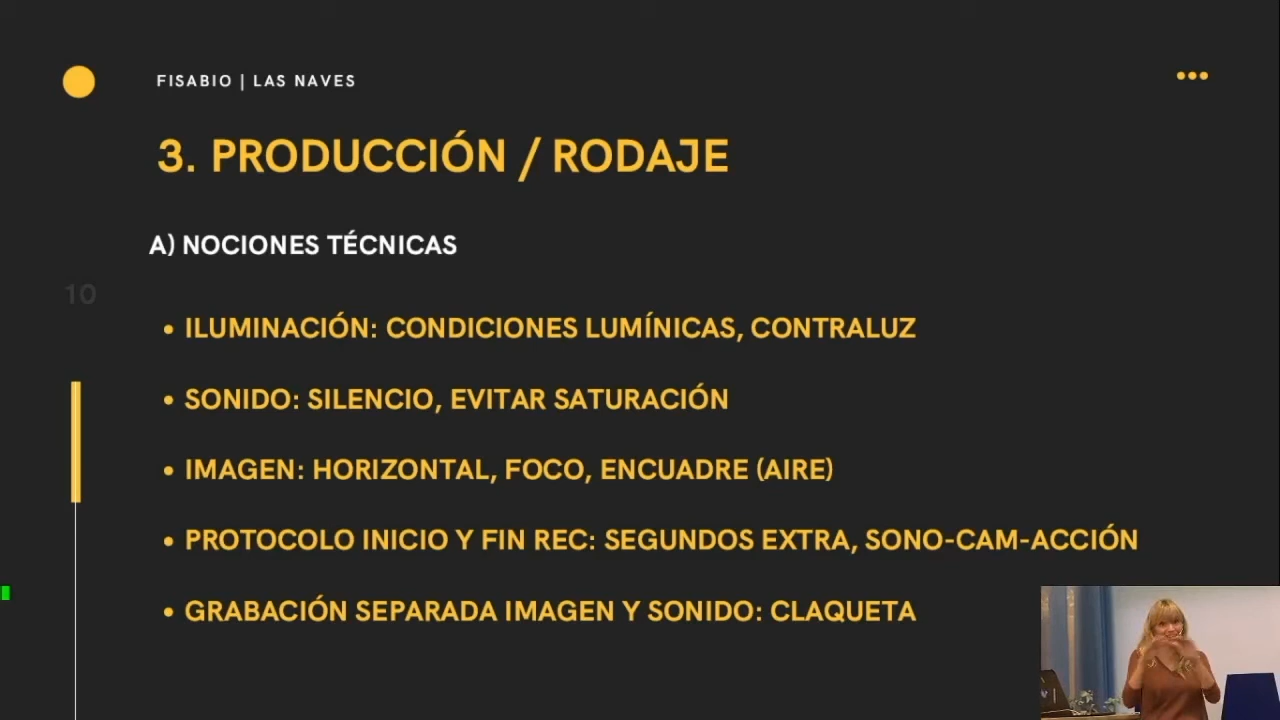 FISABIO | LAS NAVES
3. PRODUCCIÓN / RODAJE
A) NOCIONES TÉCNICAS
10
• ILUMINACIÓN: CONDICIONES LUMÍNICAS, CONTRALUZ
• SONIDO: SILENCIO, EVITAR SATURACIÓN
• IMAGEN: HORIZONTAL, FOCO, ENCUADRE (AIRE)
• PROTOCOLO INICIO Y FIN REC: SEGUNDOS EXTRA, SONO-CAM-ACCIÓN
• GRABACIÓN SEPARADA IMAGEN Y SONIDO: CLAQUETA